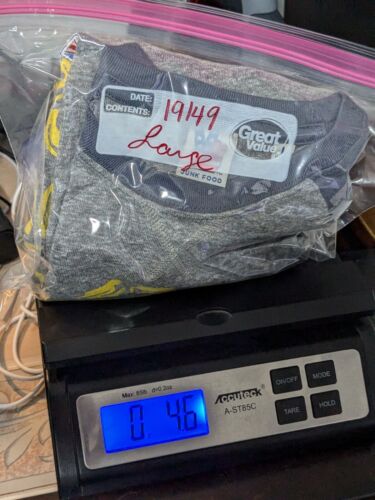 DATE:
CONTENTS:
19149
Large
Great Value
JUNK FOOD
Max: 85lb d=0.2oz
Accuteck
A-ST85C
ON/OFF
MODE
TARE
HOLD
0 4.6